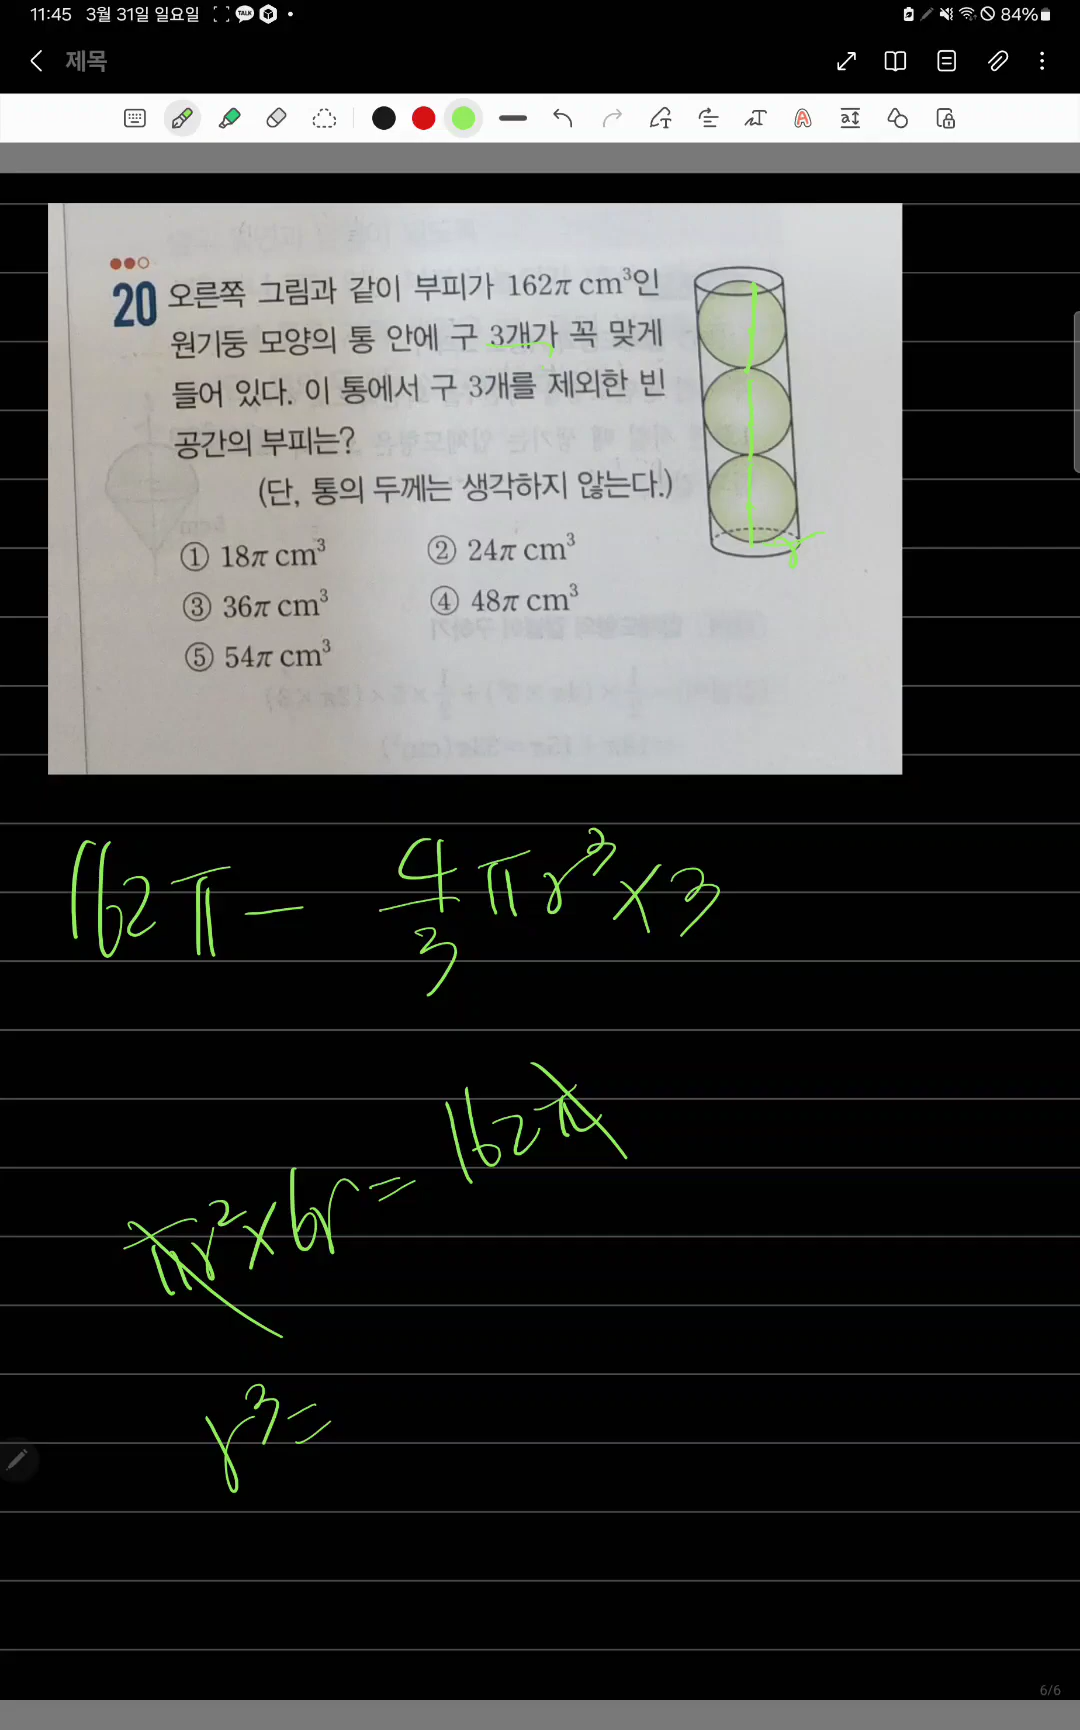 11:45 3월 31일 일요일 TALK 84%
제목
20 오른쪽 그림과 같이 부피가 162π cm³인
원기둥 모양의 통 안에 구 3개가 꼭 맞게
들어 있다. 이 통에서 구 3개를 제외한 빈
공간의 부피는?
(단, 통의 두께는 생각하지 않는다.)
① 18π cm³ ② 24π cm³
③ 36π cm³ ④ 48π cm³
⑤ 54π cm³
r
162π - 4/3 πr³ × 3
πr² × 6r = 162π
r³ =
6/6